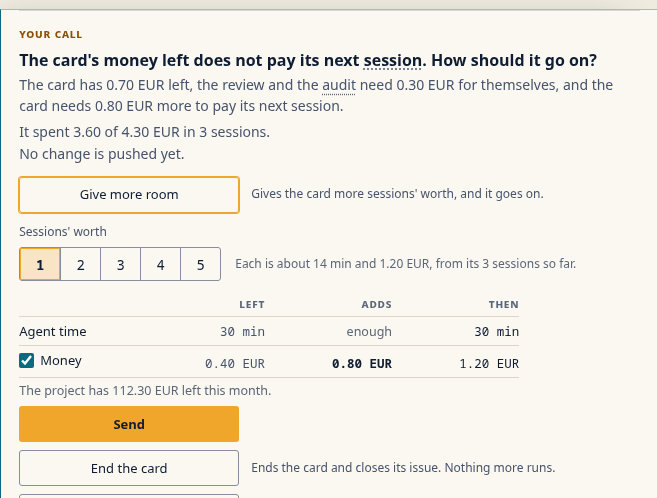 YOUR CALL
The card's money left does not pay its next session. How should it go on?
The card has 0.70 EUR left, the review and the audit need 0.30 EUR for themselves, and the
card needs 0.80 EUR more to pay its next session.
It spent 3.60 of 4.30 EUR in 3 sessions.
No change is pushed yet.
Give more room Gives the card more sessions' worth, and it goes on.
Sessions' worth
1 2 3 4 5 Each is about 14 min and 1.20 EUR, from its 3 sessions so far.
LEFT ADDS THEN
Agent time 30 min enough 30 min
Money 0.40 EUR 0.80 EUR 1.20 EUR
The project has 112.30 EUR left this month.
Send
End the card Ends the card and closes its issue. Nothing more runs.